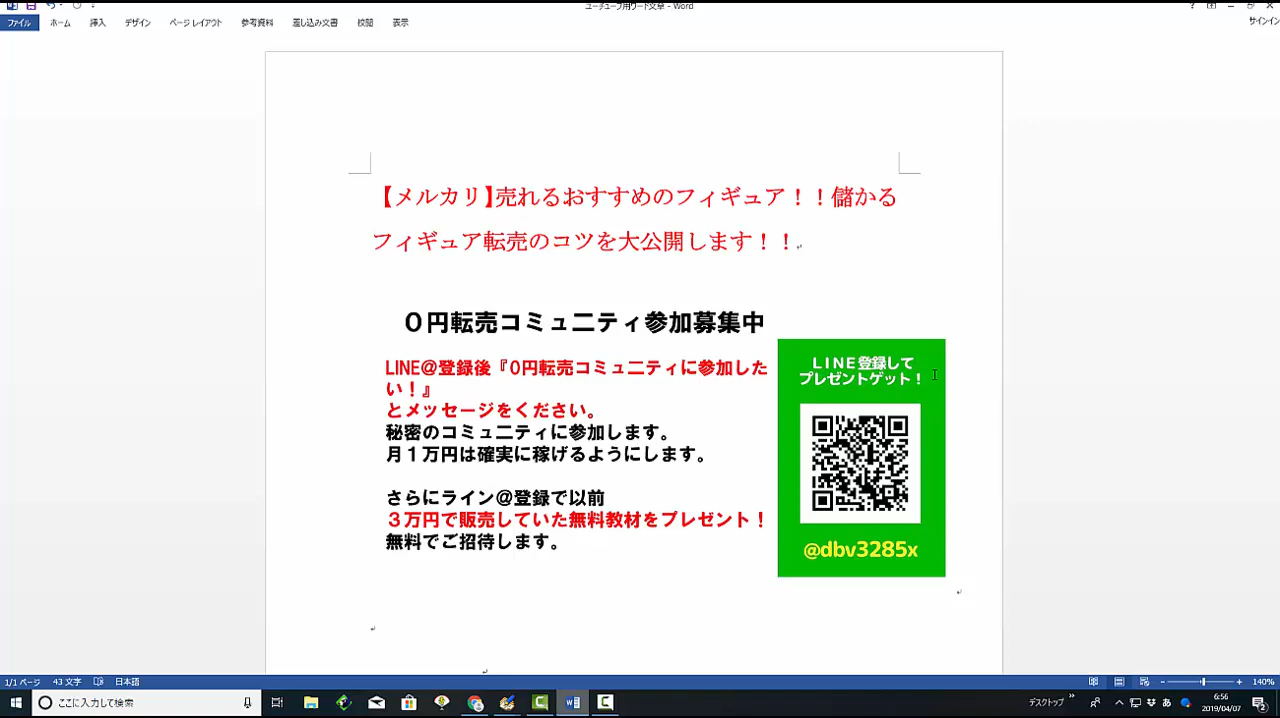 ユーチューブ用ワード文章 - Word
ファイル ホーム 挿入 デザイン ページ レイアウト 参考資料 差し込み文書 校閲 表示
サインイン
【メルカリ】売れるおすすめのフィギュア！！儲かる
フィギュア転売のコツを大公開します！！
０円転売コミュニティ参加募集中
LINE@登録後『0円転売コミュニティに参加した
い！』
とメッセージをください。
秘密のコミュニティに参加します。
月１万円は確実に稼げるようにします。
さらにライン@登録で以前
３万円で販売していた無料教材をプレゼント！
無料でご招待します。
ＬＩＮＥ登録して
プレゼントゲット！
@dbv3285x
1/1 ページ 43 文字 日本語
140%
ここに入力して検索
デスクトップ
あ
6:56
2019/04/07
2